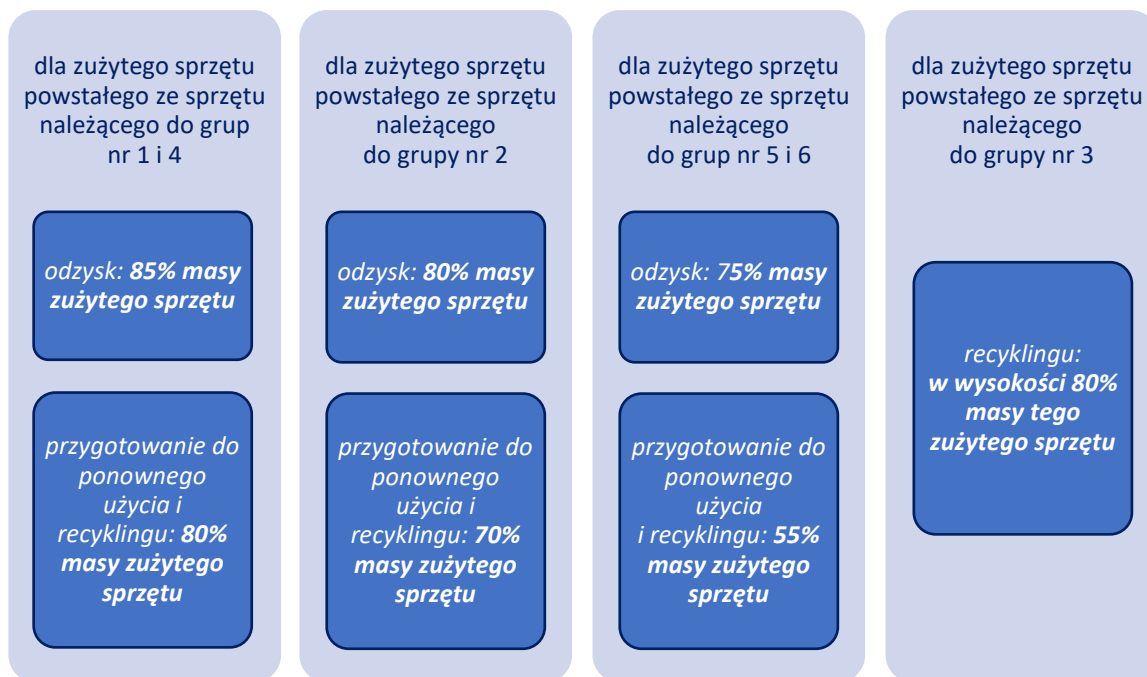 dla zużytego sprzętu
powstałego ze sprzętu
należącego do grup
nr 1 i 4
odzysk: 85% masy
zużytego sprzętu
przygotowanie do
ponownego
użycia i
recyklingu: 80%
masy zużytego
sprzętu
dla zużytego sprzętu
powstałego ze sprzętu
należącego
do grupy nr 2
odzysk: 80% masy
zużytego sprzętu
przygotowanie do
ponownego
użycia i
recyklingu: 70%
masy zużytego
sprzętu
dla zużytego sprzętu
powstałego ze sprzętu
należącego
do grup nr 5 i 6
odzysk: 75% masy
zużytego sprzętu
przygotowanie do
ponownego
użycia
i recyklingu: 55%
masy zużytego
sprzętu
dla zużytego sprzętu
powstałego ze sprzętu
należącego
do grupy nr 3
recyklingu:
w wysokości 80%
masy tego
zużytego sprzętu